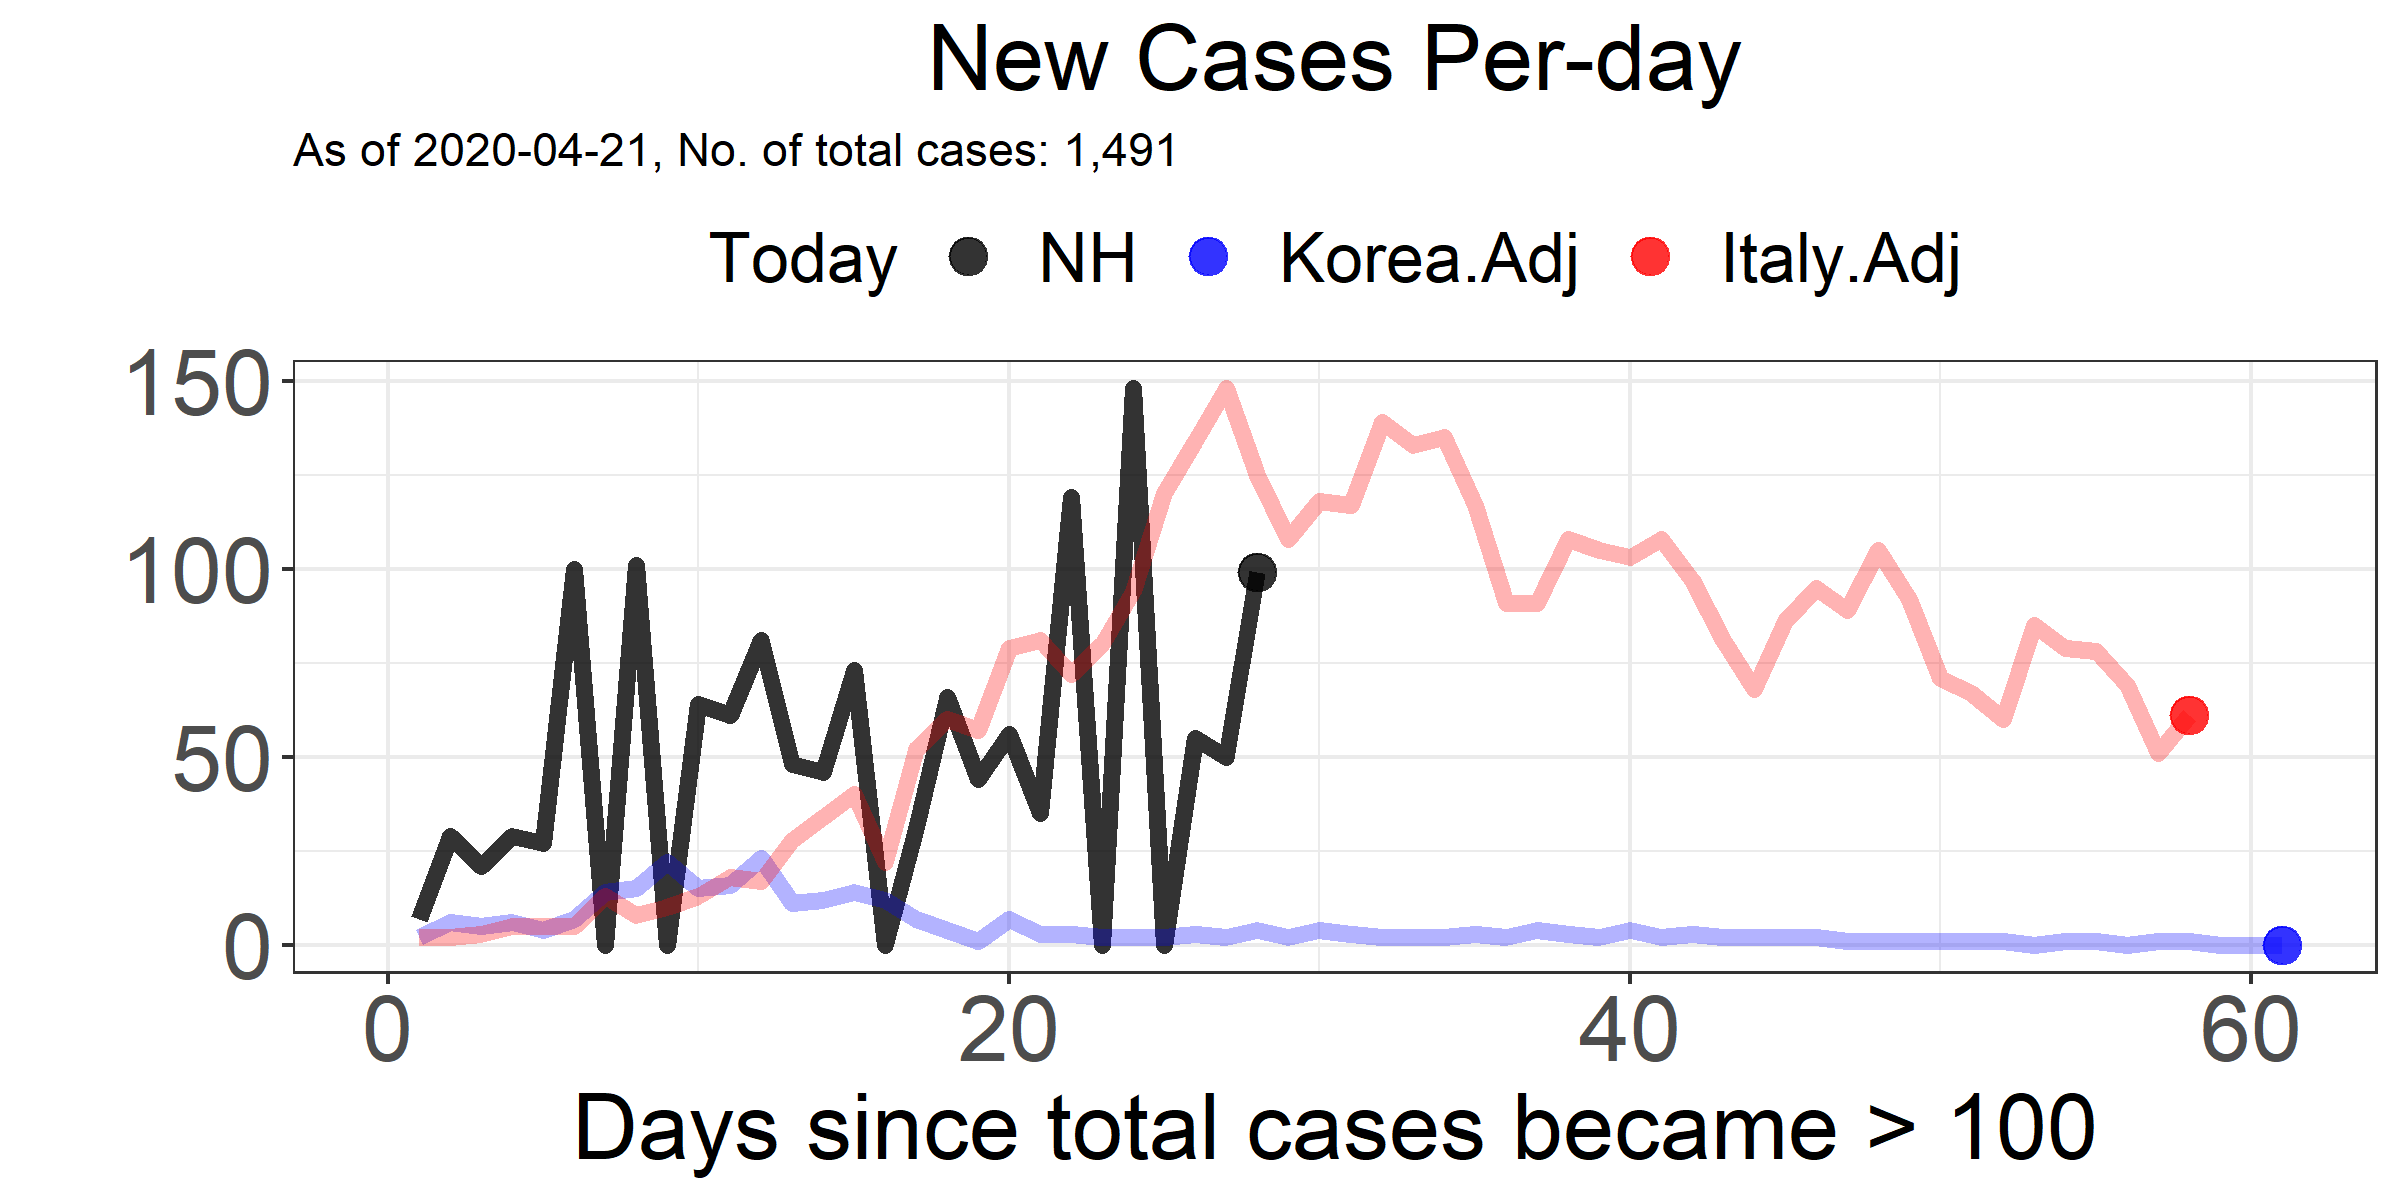 New Cases Per-day
As of 2020-04-21, No. of total cases: 1,491
Today NH Korea.Adj Italy.Adj
150
100
50
0
0 20 40 60
Days since total cases became > 100